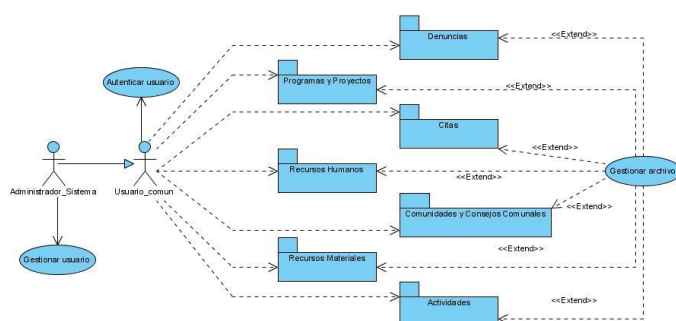 Denuncias
<<Extend>>
Programas y Proyectos
Autenticar usuario
<<Extend>>
Citas
<<Extend>>
Administrador_Sistema
Usuario_comun
Recursos Humanos
<<Extend>>
Gestionar archivo
Comunidades y Consejos Comunales
<<Extend>>
Gestionar usuario
Recursos Materiales
<<Extend>>
Actividades
<<Extend>>